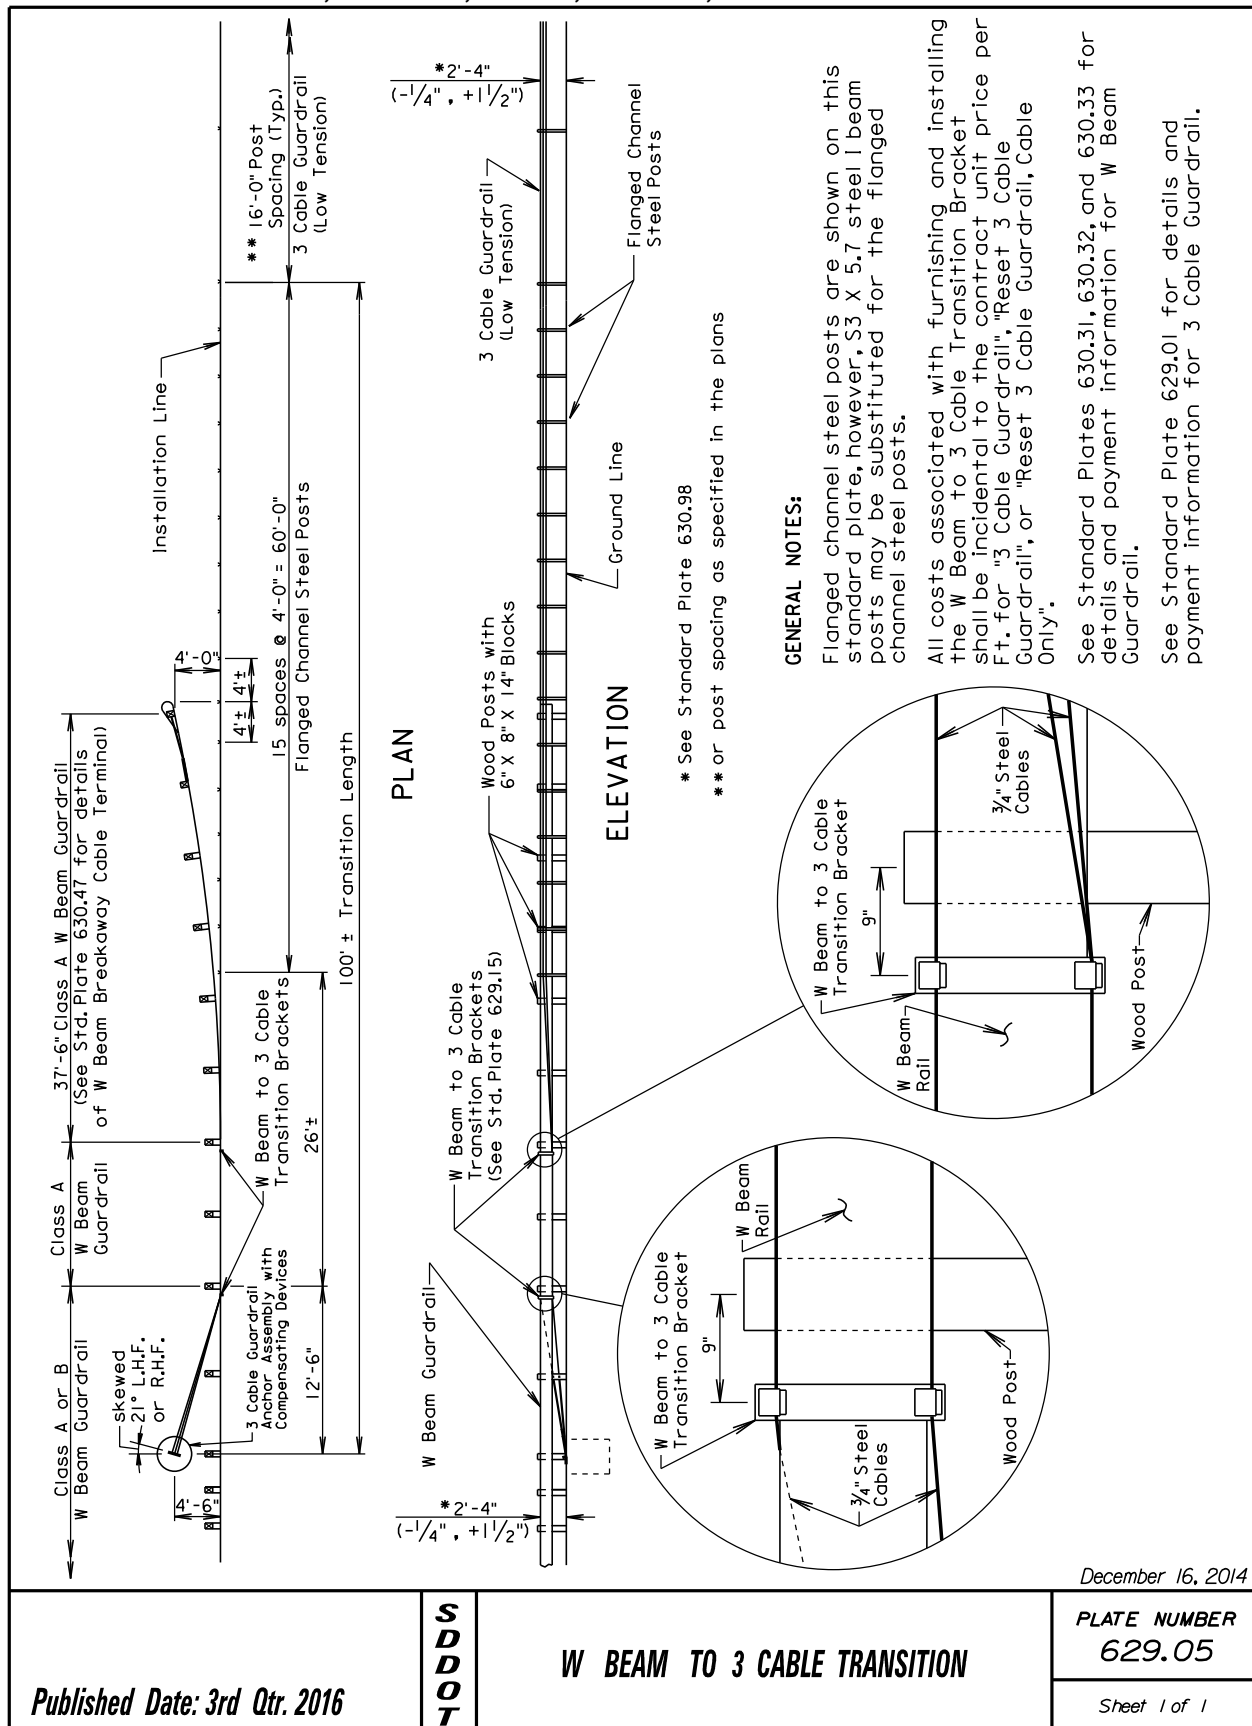 Class A or B
W Beam Guardrail
Class A
W Beam
Guardrail
37'-6" Class A W Beam Guardrail
(See Std. Plate 630.47 for details
of W Beam Breakaway Cable Terminal)
skewed
21° L.H.F.
or R.H.F.
4'-6"
3 Cable Guardrail
Anchor Assembly with
Compensating Devices
12'-6"
W Beam to 3 Cable
Transition Brackets
26'±
4'-0"
4'±
4'±
15 spaces @ 4'-0" = 60'-0"
Flanged Channel Steel Posts
100' ± Transition Length
Installation Line
** 16'-0" Post
Spacing (Typ.)
3 Cable Guardrail
(Low Tension)
PLAN
*2'-4"
(-1/4" , +1 1/2")
W Beam Guardrail
W Beam to 3 Cable
Transition Brackets
(See Std. Plate 629.15)
Wood Posts with
6" X 8" X 14" Blocks
Ground Line
3 Cable Guardrail
(Low Tension)
Flanged Channel
Steel Posts
*2'-4"
(-1/4" , +1 1/2")
ELEVATION
* See Standard Plate 630.98
** or post spacing as specified in the plans
W Beam to 3 Cable
Transition Bracket
9"
W Beam
Rail
3/4" Steel
Cables
Wood Post
W Beam to 3 Cable
Transition Bracket
9"
W Beam
Rail
3/4" Steel
Cables
Wood Post
GENERAL NOTES:
Flanged channel steel posts are shown on this
standard plate, however, S3 X 5.7 steel I beam
posts may be substituted for the flanged
channel steel posts.
All costs associated with furnishing and installing
the W Beam to 3 Cable Transition Bracket
shall be incidental to the contract unit price per
Ft. for "3 Cable Guardrail", "Reset 3 Cable
Guardrail", or "Reset 3 Cable Guardrail, Cable
Only".
See Standard Plates 630.31, 630.32, and 630.33 for
details and payment information for W Beam
Guardrail.
See Standard Plate 629.01 for details and
payment information for 3 Cable Guardrail.
December 16, 2014
Published Date: 3rd Qtr. 2016
SDDOT
W BEAM TO 3 CABLE TRANSITION
PLATE NUMBER
629.05
Sheet 1 of 1